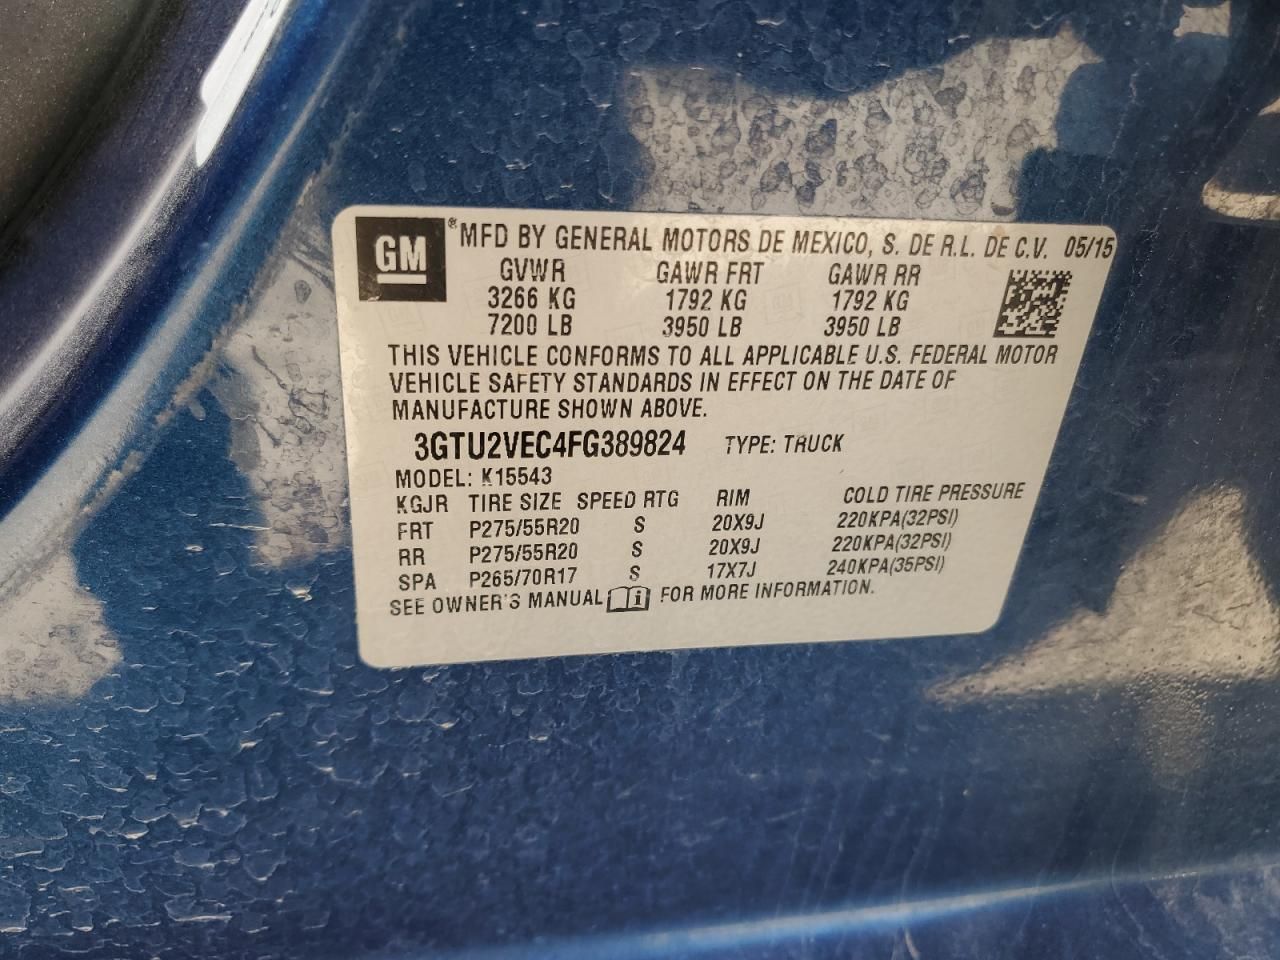 GM ® MFD BY GENERAL MOTORS DE MEXICO, S. DE R.L. DE C.V. 05/15
GVWR GAWR FRT GAWR RR
3266 KG 1792 KG 1792 KG
7200 LB 3950 LB 3950 LB
THIS VEHICLE CONFORMS TO ALL APPLICABLE U.S. FEDERAL MOTOR
VEHICLE SAFETY STANDARDS IN EFFECT ON THE DATE OF
MANUFACTURE SHOWN ABOVE.
3GTU2VEC4FG389824 TYPE: TRUCK
MODEL: K15543
KGJR TIRE SIZE SPEED RTG RIM COLD TIRE PRESSURE
FRT P275/55R20 S 20X9J 220KPA(32PSI)
RR P275/55R20 S 20X9J 220KPA(32PSI)
SPA P265/70R17 S 17X7J 240KPA(35PSI)
SEE OWNER'S MANUAL FOR MORE INFORMATION.